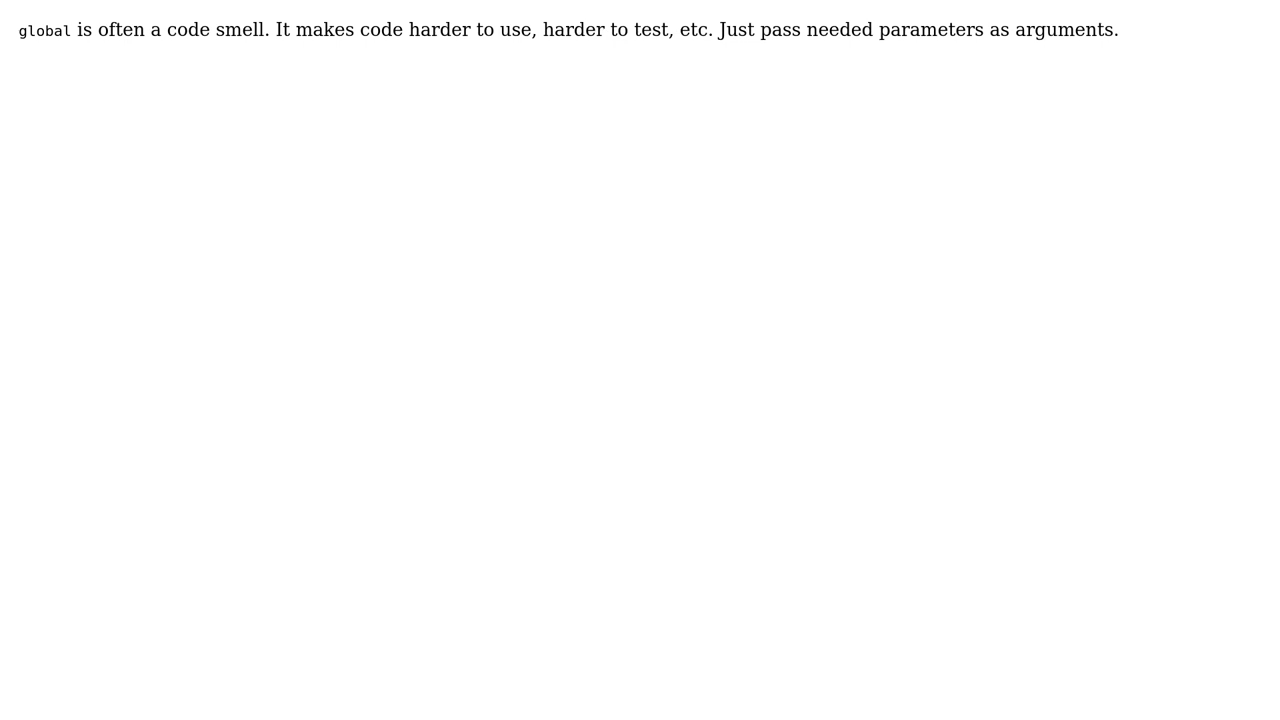 global is often a code smell. It makes code harder to use, harder to test, etc. Just pass needed parameters as arguments.